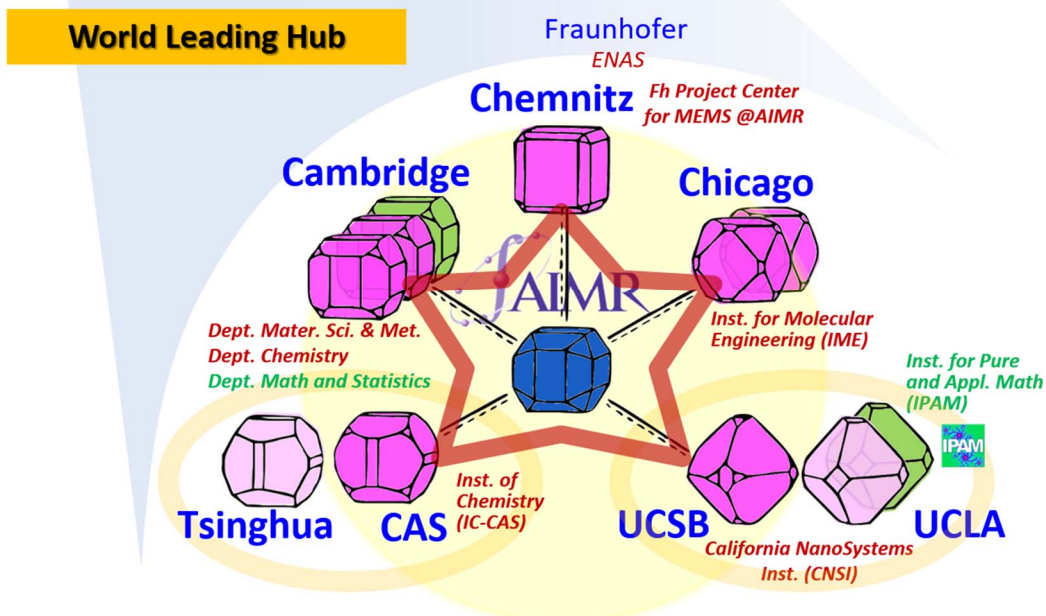 World Leading Hub
Fraunhofer
ENAS
Chemnitz
Fh Project Center
for MEMS @AIMR
Cambridge
Chicago
AIMR
Dept. Mater. Sci. & Met.
Dept. Chemistry
Dept. Math and Statistics
Inst. for Molecular
Engineering (IME)
Inst. for Pure
and Appl. Math
(IPAM)
IPAM
Tsinghua
CAS
Inst. of
Chemistry
(IC-CAS)
UCSB
UCLA
California NanoSystems
Inst. (CNSI)